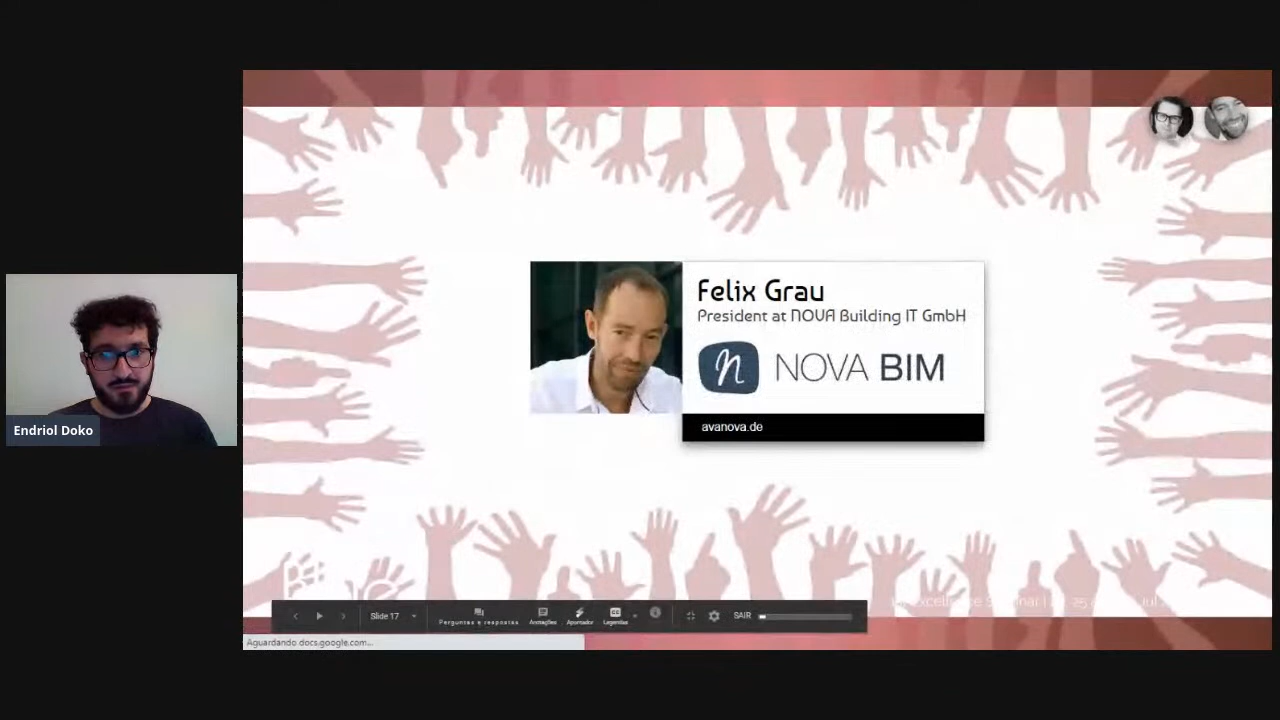 Felix Grau
President at NOVA Building IT GmbH
n NOVA BIM
avanova.de
Endriol Doko
Slide 17
Perguntas e respostas
Anotações
Apontador
Legendas
SAIR
Aguardando docs.google.com...